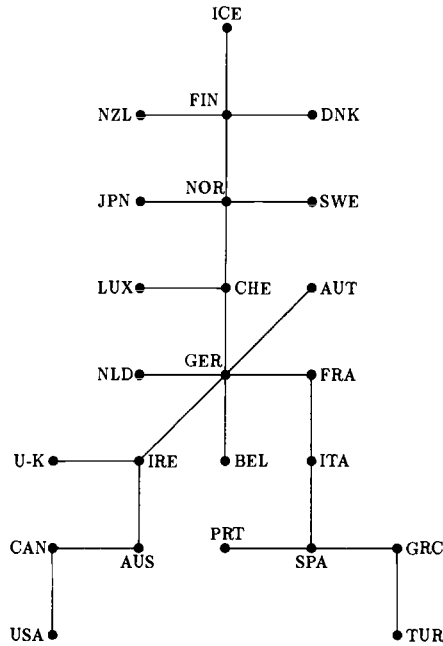 ICE
NZL FIN DNK
JPN NOR SWE
LUX CHE AUT
NLD GER FRA
U-K IRE BEL ITA
CAN AUS PRT SPA GRC
USA TUR